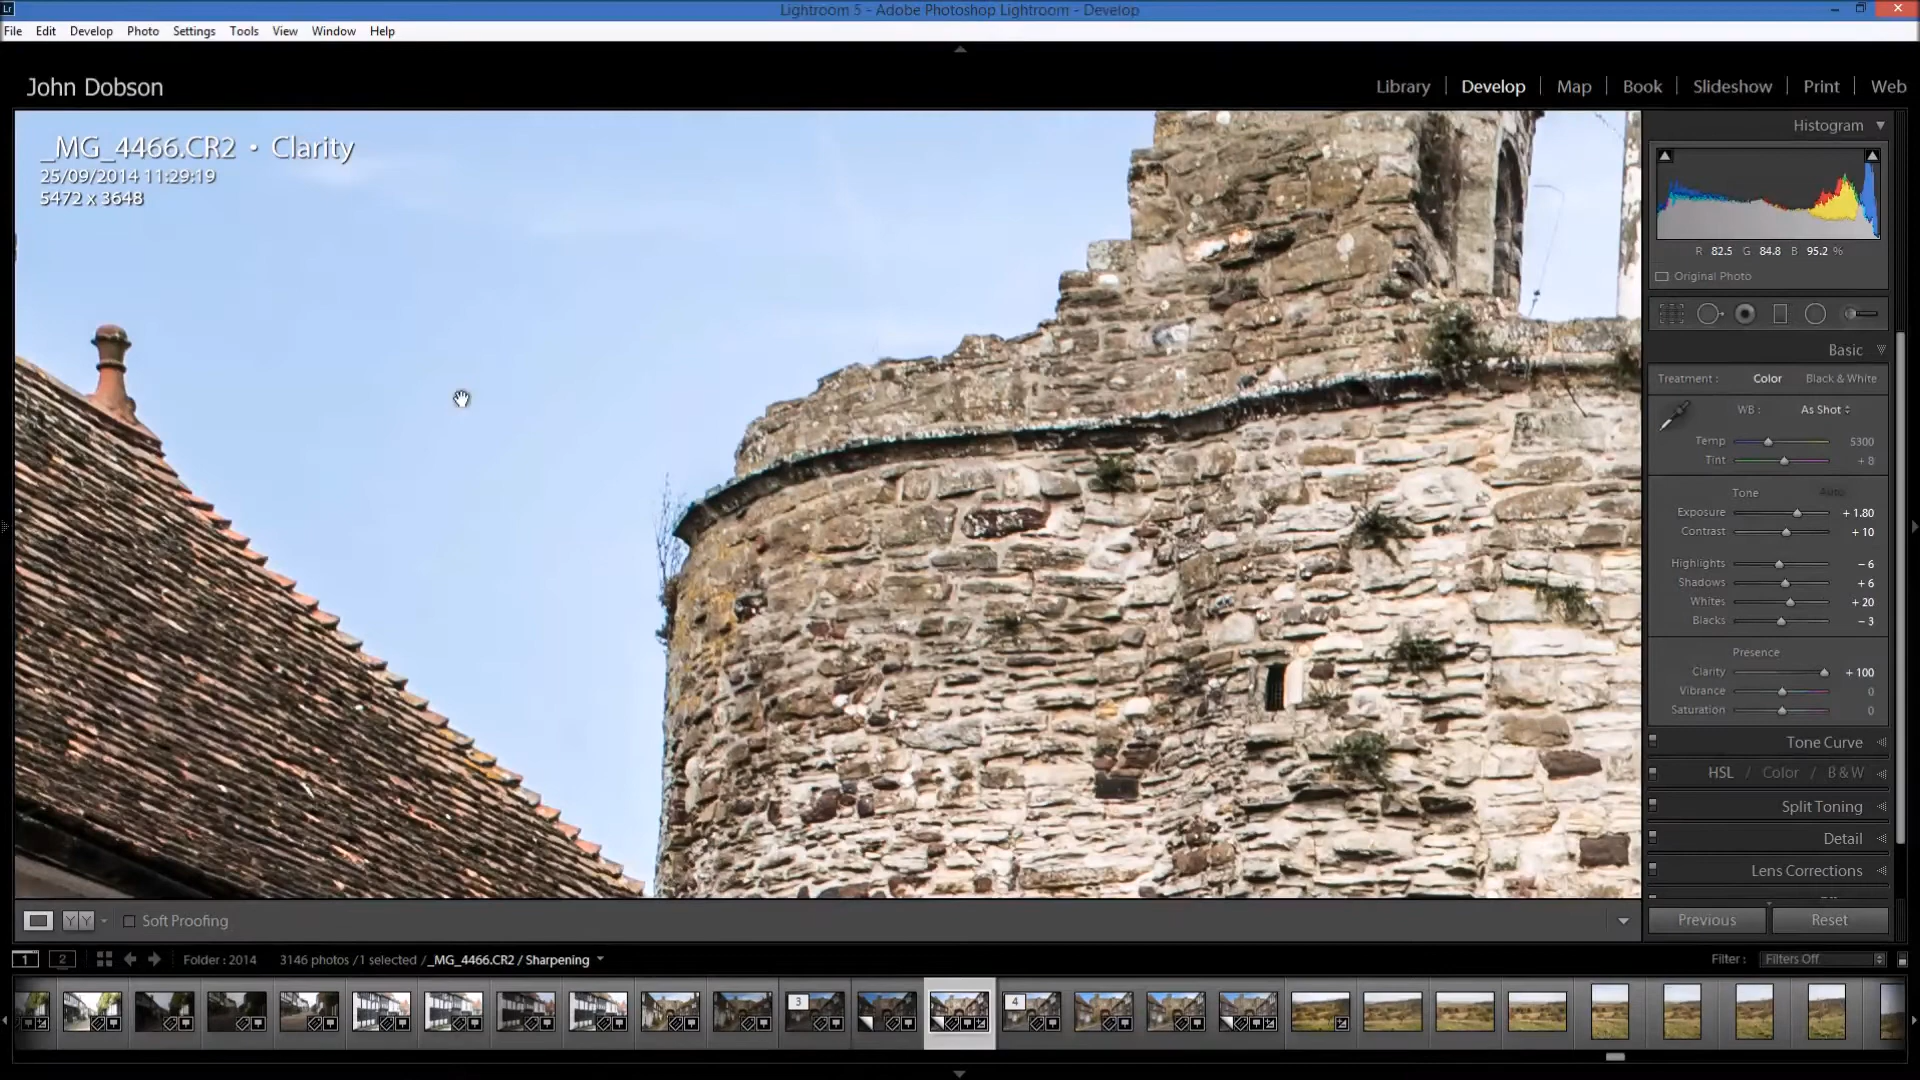 Lr
Lightroom 5 - Adobe Photoshop Lightroom - Develop
File Edit Develop Photo Settings Tools View Window Help
John Dobson
Library Develop Map Book Slideshow Print Web
_MG_4466.CR2 • Clarity
25/09/2014 11:29:19
5472 x 3648
Histogram
R 82.5 G 84.8 B 95.2 %
Original Photo
Basic
Treatment : Color Black & White
WB : As Shot
Temp 5300
Tint + 8
Tone Auto
Exposure + 1.80
Contrast + 10
Highlights − 6
Shadows + 6
Whites + 20
Blacks − 3
Presence
Clarity + 100
Vibrance 0
Saturation 0
Tone Curve
HSL / Color / B & W
Split Toning
Detail
Lens Corrections
Previous Reset
YY Soft Proofing
1 2 Folder : 2014 3146 photos / 1 selected / _MG_4466.CR2 / Sharpening
Filter : Filters Off
3 4